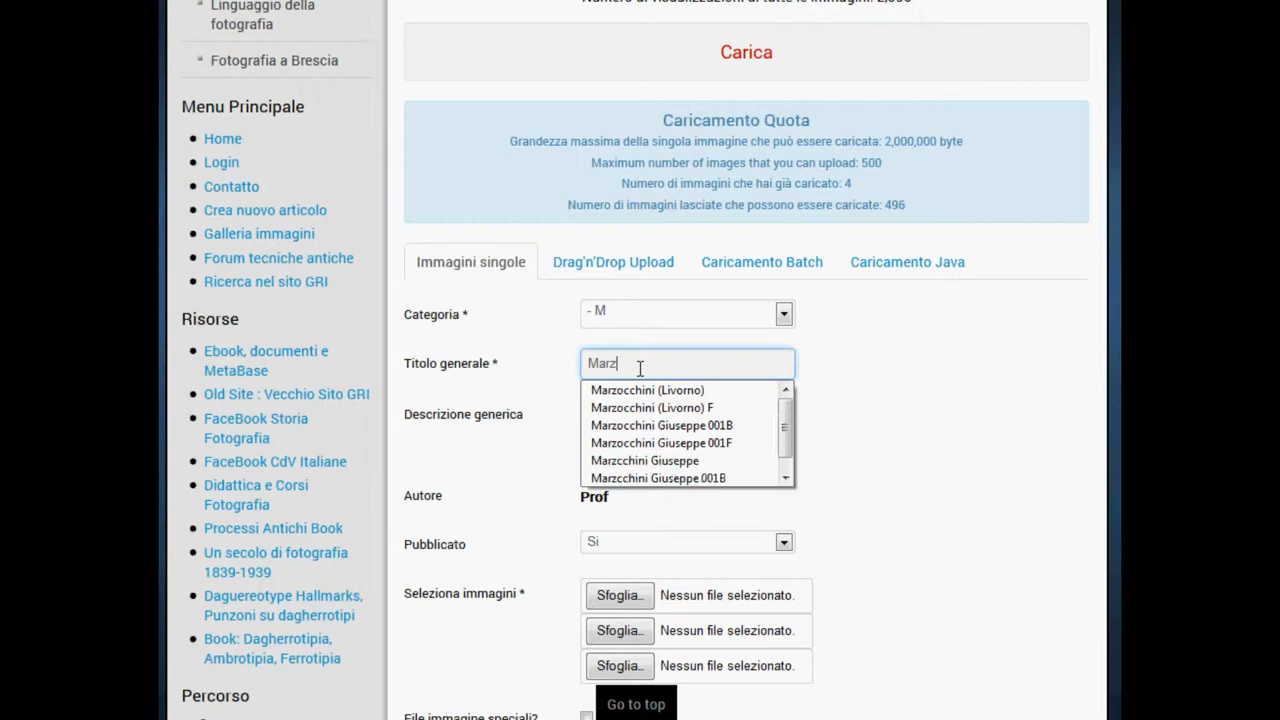 Linguaggio della
fotografia
Fotografia a Brescia
Menu Principale
Home
Login
Contatto
Crea nuovo articolo
Galleria immagini
Forum tecniche antiche
Ricerca nel sito GRI
Risorse
Ebook, documenti e
MetaBase
Old Site : Vecchio Sito GRI
FaceBook Storia
Fotografia
FaceBook CdV Italiane
Didattica e Corsi
Fotografia
Processi Antichi Book
Un secolo di fotografia
1839-1939
Daguereotype Hallmarks,
Punzoni su dagherrotipi
Book: Dagherrotipia,
Ambrotipia, Ferrotipia
Percorso
Carica
Caricamento Quota
Grandezza massima della singola immagine che può essere caricata: 2,000,000 byte
Maximum number of images that you can upload: 500
Numero di immagini che hai già caricato: 4
Numero di immagini lasciate che possono essere caricate: 496
Immagini singole Drag'n'Drop Upload Caricamento Batch Caricamento Java
Categoria * - M
Titolo generale * Marz
Marzocchini (Livorno)
Marzocchini (Livorno) F
Marzocchini Giuseppe 001B
Marzocchini Giuseppe 001F
Marzcchini Giuseppe
Marzcchini Giuseppe 001B
Descrizione generica
Autore Prof
Pubblicato Si
Seleziona immagini * Sfoglia... Nessun file selezionato.
Sfoglia... Nessun file selezionato.
Sfoglia... Nessun file selezionato.
Go to top
File immagine speciali?